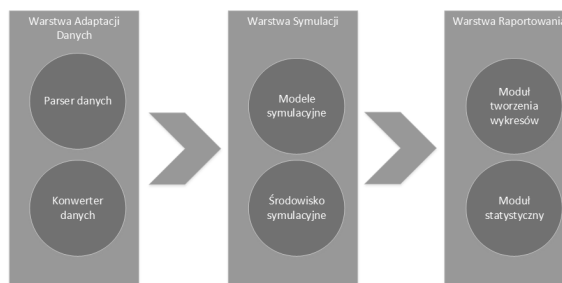 Warstwa Adaptacji
Danych
Parser danych
Konwerter
danych
Warstwa Symulacji
Modele
symulacyjne
Środowisko
symulacyjne
Warstwa Raportowania
Moduł
tworzenia
wykresów
Moduł
statystyczny